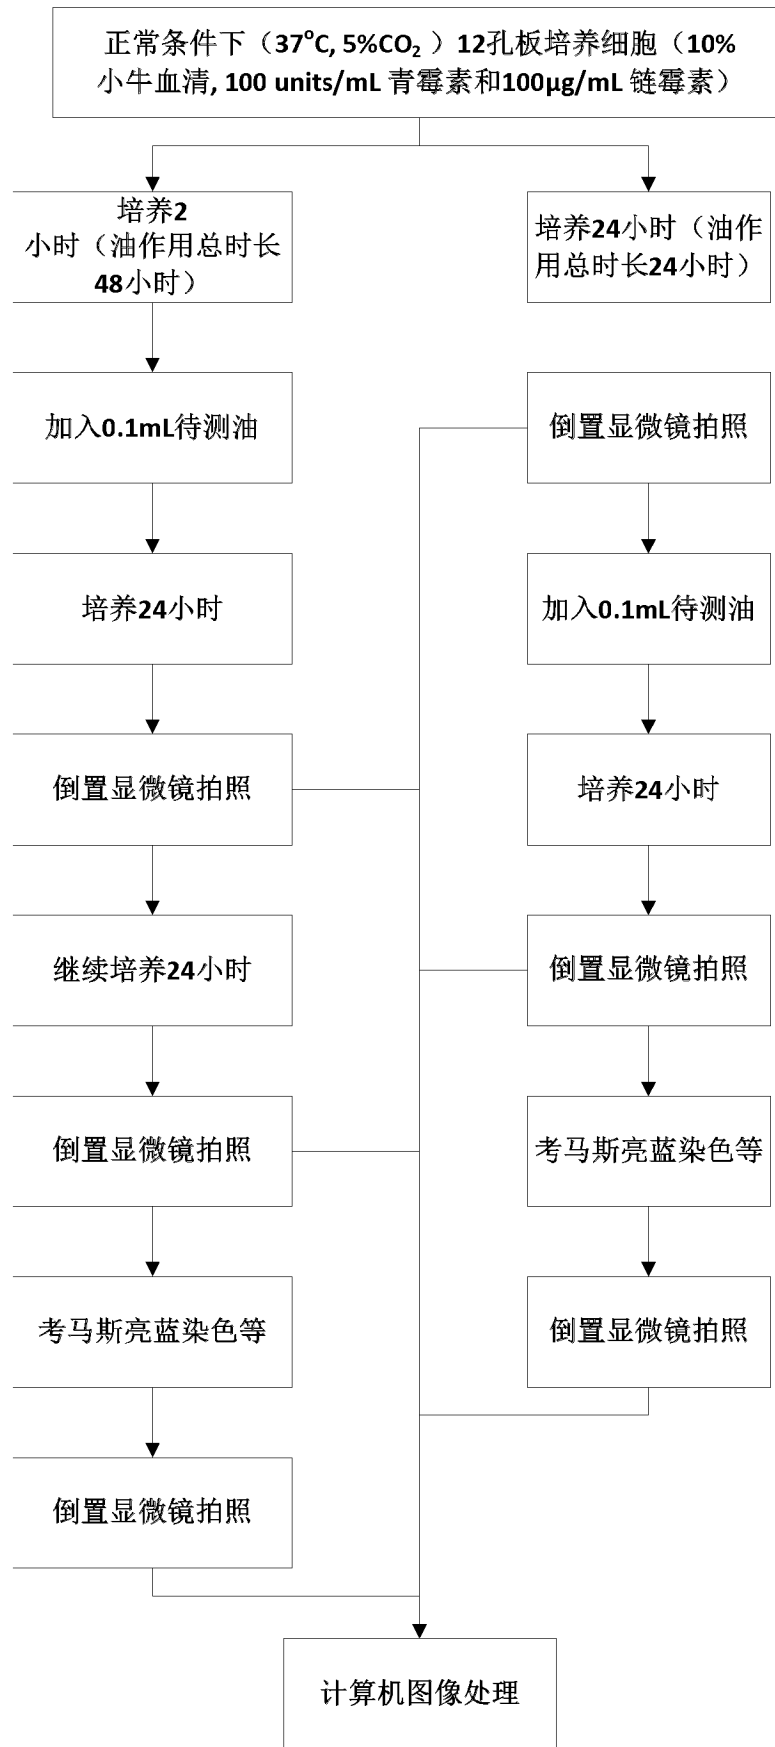 正常条件下（37°C, 5%CO₂ ）12孔板培养细胞（10%
小牛血清, 100 units/mL 青霉素和100μg/mL 链霉素）
培养2
小时（油作用总时长
48小时）
加入0.1mL待测油
培养24小时
倒置显微镜拍照
继续培养24小时
倒置显微镜拍照
考马斯亮蓝染色等
倒置显微镜拍照
培养24小时（油作
用总时长24小时）
倒置显微镜拍照
加入0.1mL待测油
培养24小时
倒置显微镜拍照
考马斯亮蓝染色等
倒置显微镜拍照
计算机图像处理